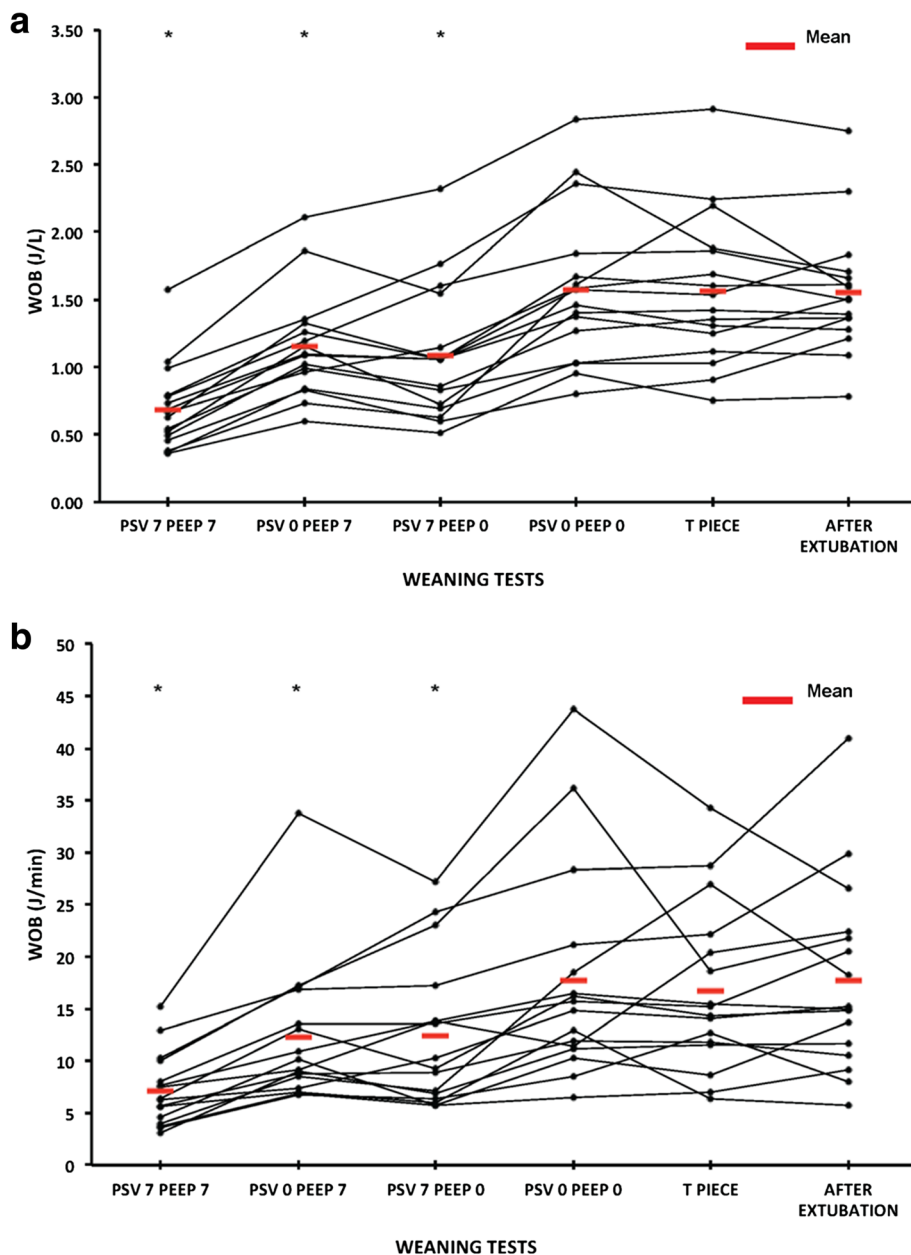 a
3.50
* * *
Mean
3.00
2.50
2.00
1.50
1.00
0.50
0.00
WOB (J/L)
PSV 7 PEEP 7 PSV 0 PEEP 7 PSV 7 PEEP 0 PSV 0 PEEP 0 T PIECE AFTER
EXTUBATION
WEANING TESTS
b
50
* * *
Mean
45
40
35
30
25
20
15
10
5
0
WOB (J/min)
PSV 7 PEEP 7 PSV 0 PEEP 7 PSV 7 PEEP 0 PSV 0 PEEP 0 T PIECE AFTER
EXTUBATION
WEANING TESTS